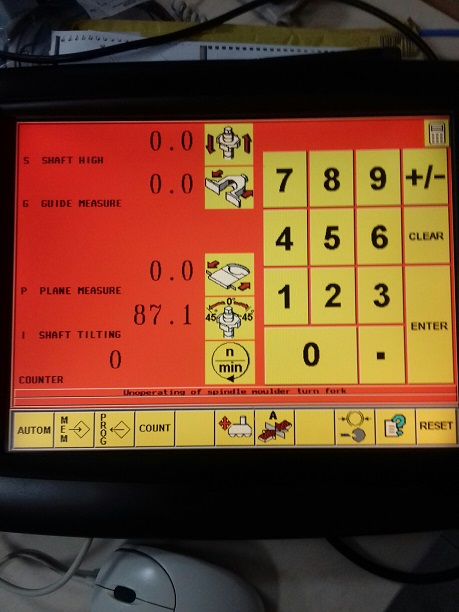 0.0
S SHAFT HIGH
0.0
G GUIDE MEASURE
0.0
P PLANE MEASURE
87.1
45 0° 45
I SHAFT TILTING
0
n
min
COUNTER
7 8 9 +/-
4 5 6 CLEAR
1 2 3
ENTER
0 .
Unoperating of spindle moulder turn fork
AUTOM MEM PROG COUNT A ? RESET